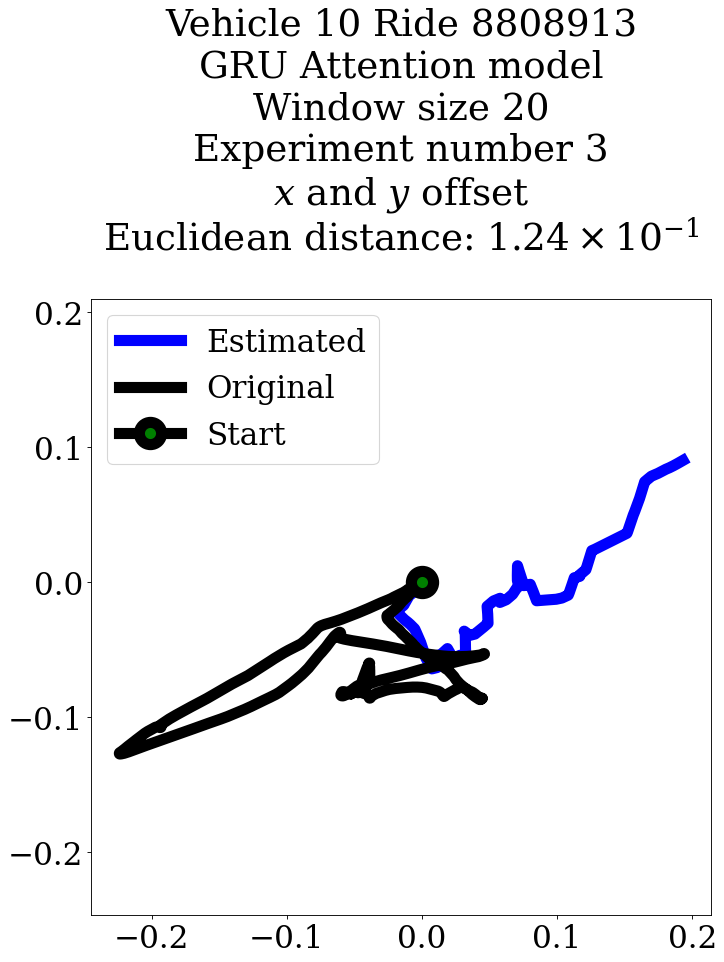 Vehicle 10 Ride 8808913
GRU Attention model
Window size 20
Experiment number 3
x and y offset
Euclidean distance: 1.24 × 10⁻¹
Estimated
Original
Start
0.2
0.1
0.0
−0.1
−0.2
−0.2 −0.1 0.0 0.1 0.2